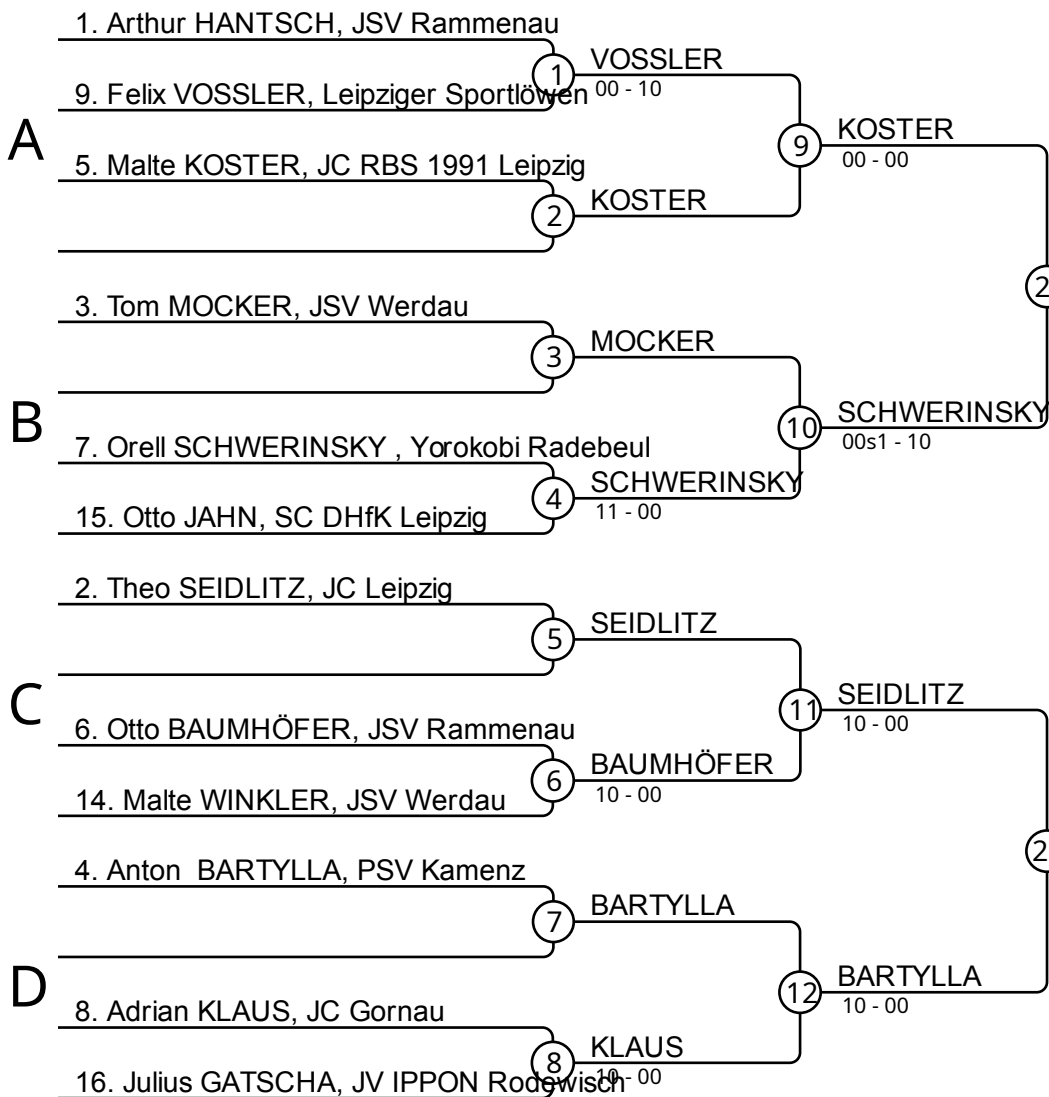 1. Arthur HANTSCH, JSV Rammenau
VOSSLER
1
00 - 10
9. Felix VOSSLER, Leipziger Sportlöwen
A
KOSTER
9
00 - 00
5. Malte KOSTER, JC RBS 1991 Leipzig
KOSTER
2
3. Tom MOCKER, JSV Werdau
2
MOCKER
3
B
SCHWERINSKY
10
00s1 - 10
7. Orell SCHWERINSKY , Yorokobi Radebeul
SCHWERINSKY
4
11 - 00
15. Otto JAHN, SC DHfK Leipzig
2. Theo SEIDLITZ, JC Leipzig
SEIDLITZ
5
C
SEIDLITZ
11
10 - 00
6. Otto BAUMHÖFER, JSV Rammenau
BAUMHÖFER
6
10 - 00
14. Malte WINKLER, JSV Werdau
2
4. Anton  BARTYLLA, PSV Kamenz
BARTYLLA
7
D
BARTYLLA
12
10 - 00
8. Adrian KLAUS, JC Gornau
KLAUS
8
10 - 00
16. Julius GATSCHA, JV IPPON Rodewisch